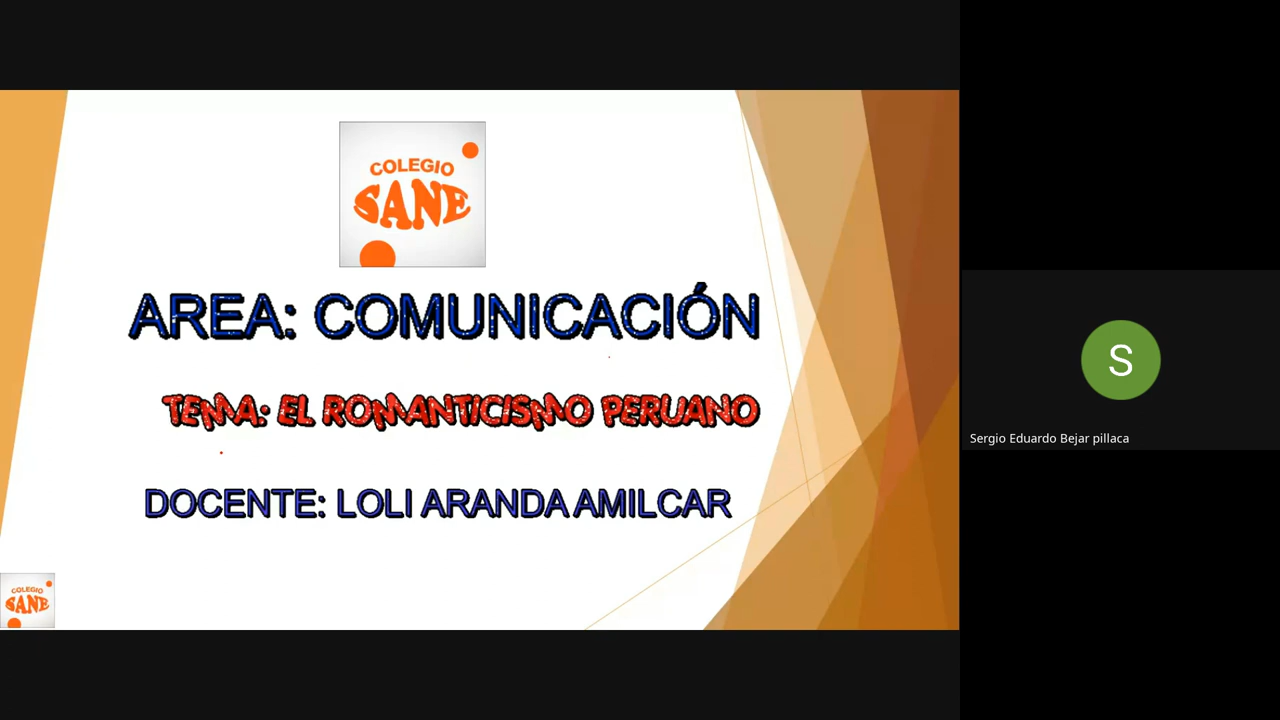 COLEGIO
SANE
AREA: COMUNICACIÓN
TEMA: EL ROMANTICISMO PERUANO
DOCENTE: LOLI ARANDA AMILCAR
COLEGIO
SANE
S
Sergio Eduardo Bejar pillaca